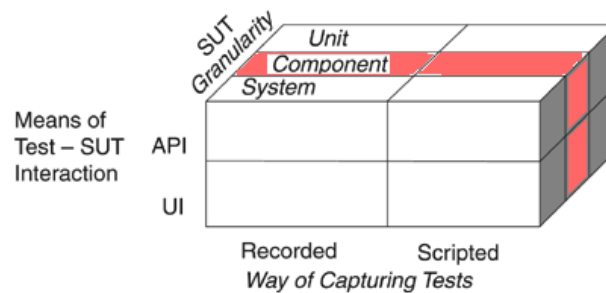 SUT
Granularity
Unit
Component
System
Means of
Test – SUT
Interaction
API
UI
Recorded
Scripted
Way of Capturing Tests